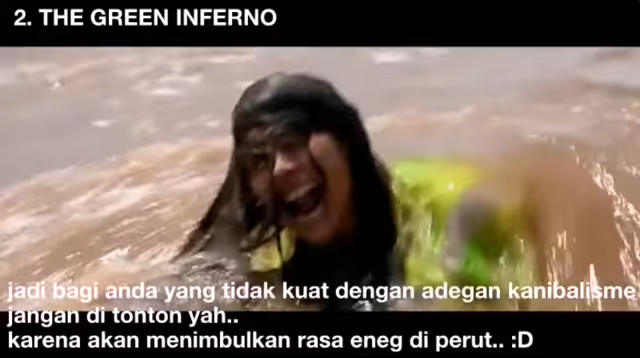 2. THE GREEN INFERNO
jadi bagi anda yang tidak kuat dengan adegan kanibalisme
jangan di tonton yah..
karena akan menimbulkan rasa eneg di perut.. :D